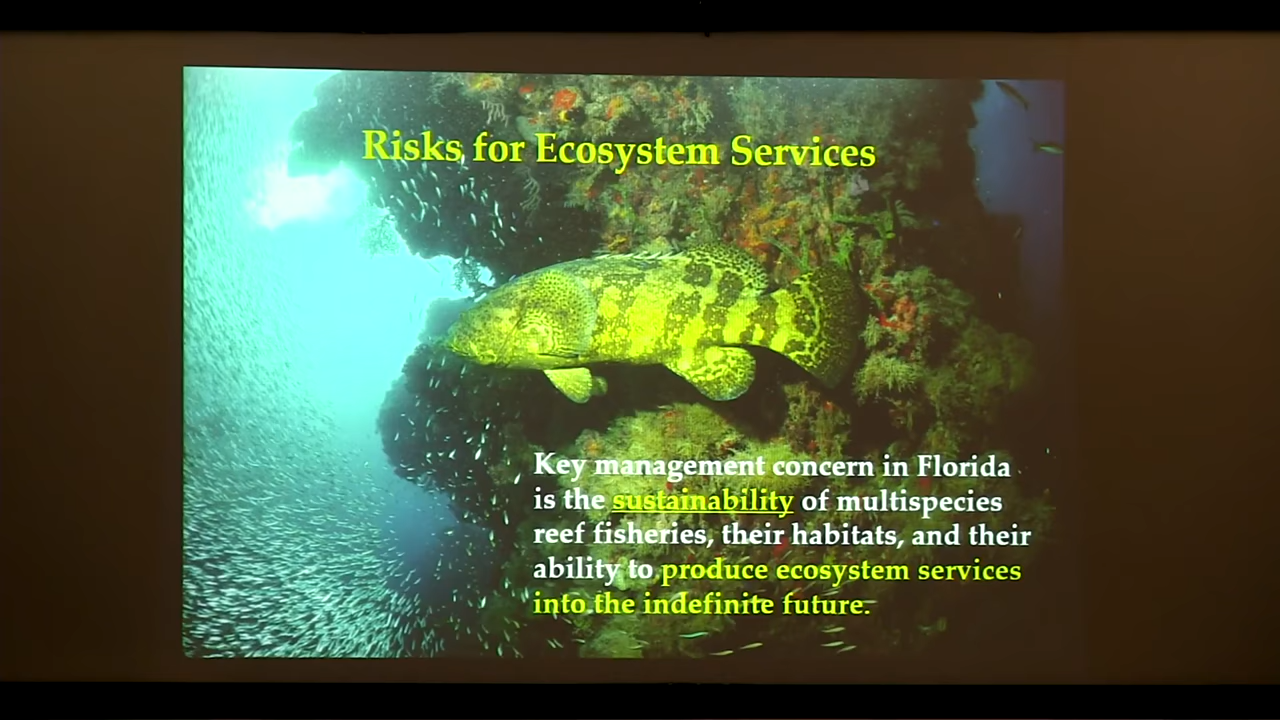 Risks for Ecosystem Services
Key management concern in Florida
is the sustainability of multispecies
reef fisheries, their habitats, and their
ability to produce ecosystem services
into the indefinite future.